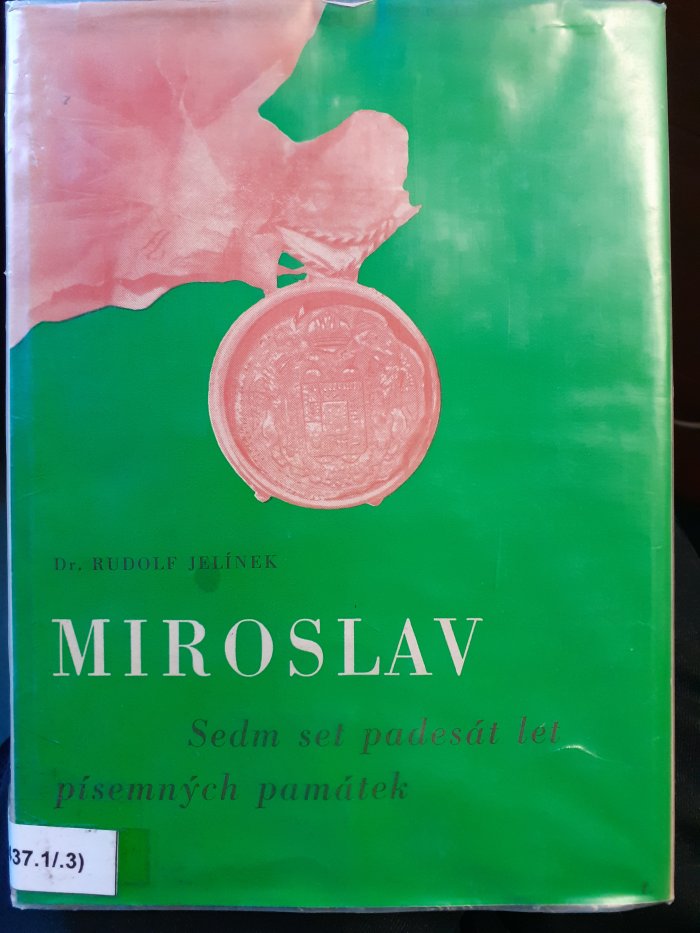 Dr. RUDOLF JELÍNEK
MIROSLAV
Sedm set padesát let
písemných památek
37.1/.3)